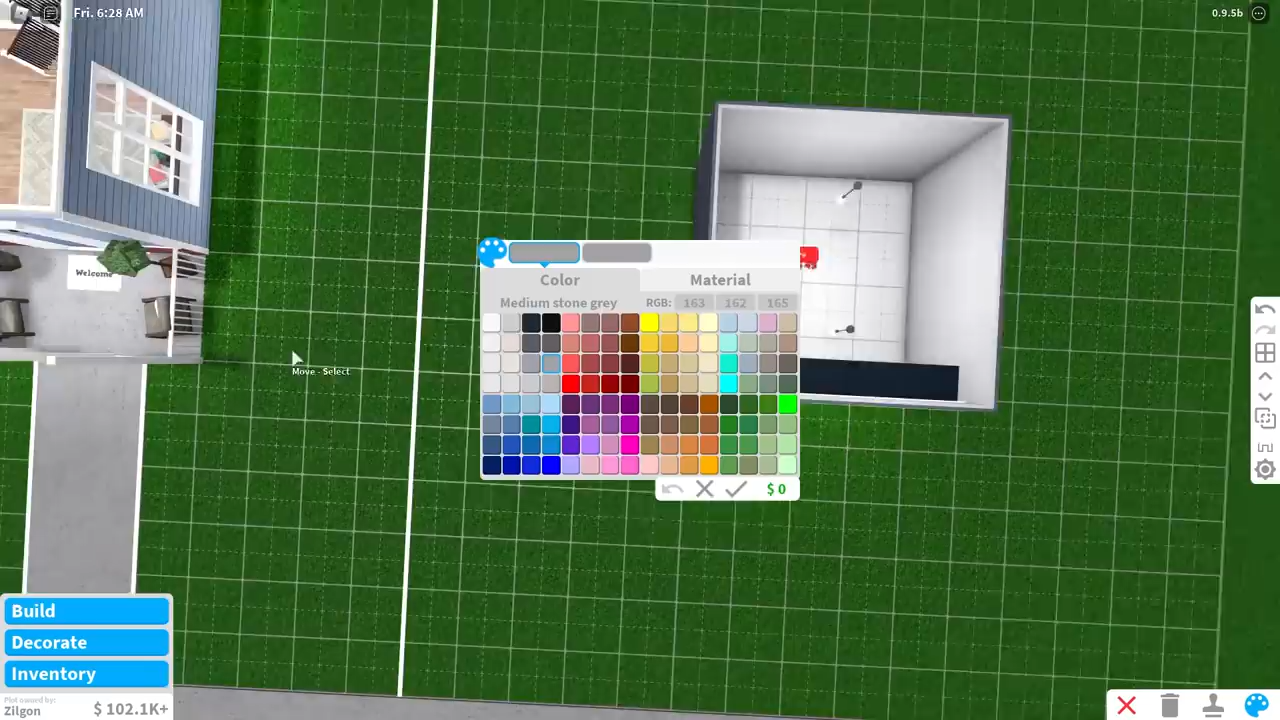 Fri. 6:28 AM
0.9.5b
Welcome
Color
Material
Medium stone grey
RGB: 163 162 165
Move - Select
$ 0
Build
Decorate
Inventory
Plot owned by:
Zilgon
$ 102.1K+